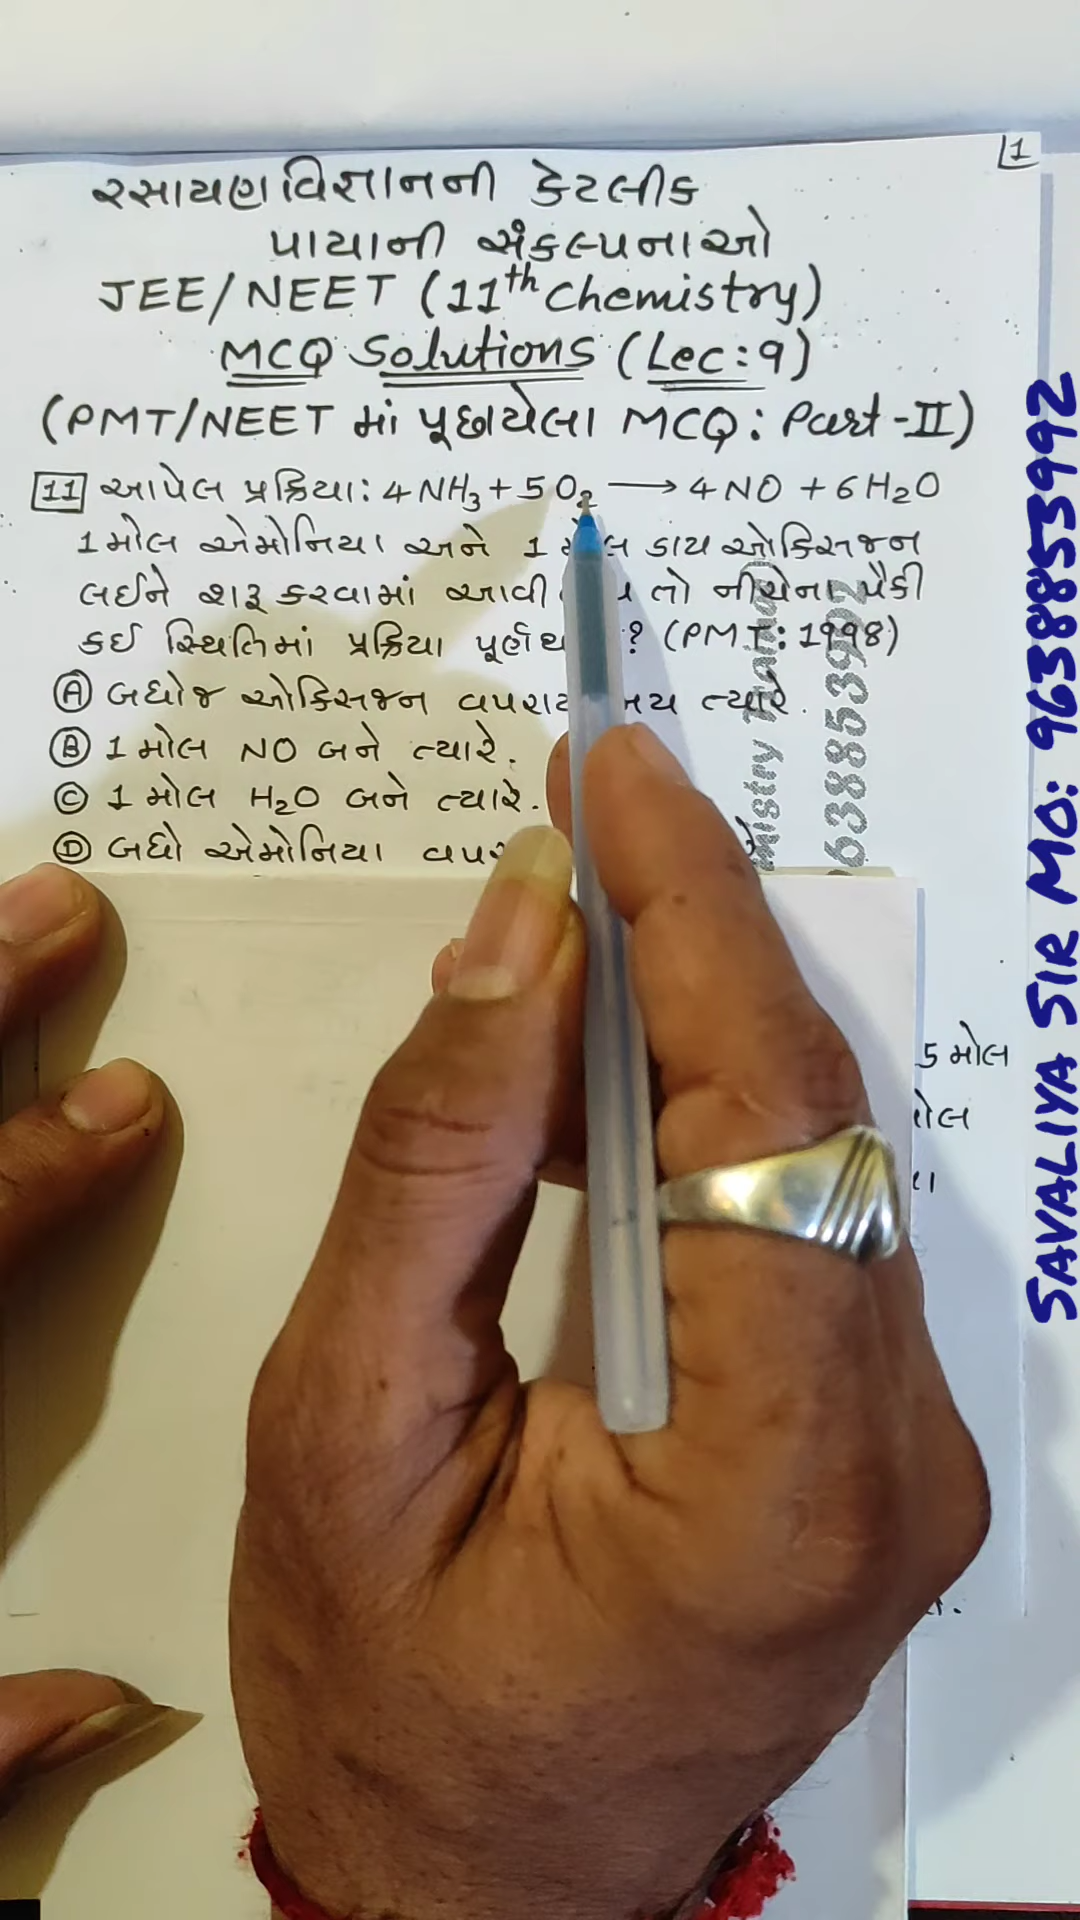 1
રસાયણવિજ્ઞાનની કેટલીક
પાયાની સંકલ્પનાઓ
JEE/NEET (11th Chemistry)
MCQ Solutions (Lec:9)
(PMT/NEET માં પૂછાયેલા MCQ: Part-II)
11 આપેલ પ્રક્રિયા: 4NH₃ + 5O₂ → 4NO + 6H₂O
1 મોલ એમોનિયા અને 1 મોલ ડાયઓક્સિજન
લઈને શરૂ કરવામાં આવી તો નીચેના પૈકી
કઈ સ્થિતિમાં પ્રક્રિયા પૂર્ણ ? (PMT: 1998)
A બધોજ ઓક્સિજન ત્યારે.
B 1 મોલ NO બને ત્યારે.
C 1 મોલ H₂O બને ત્યારે.
D બધો એમોનિયા
5 મોલ
SAVALIYA SIR MO: 9638853992